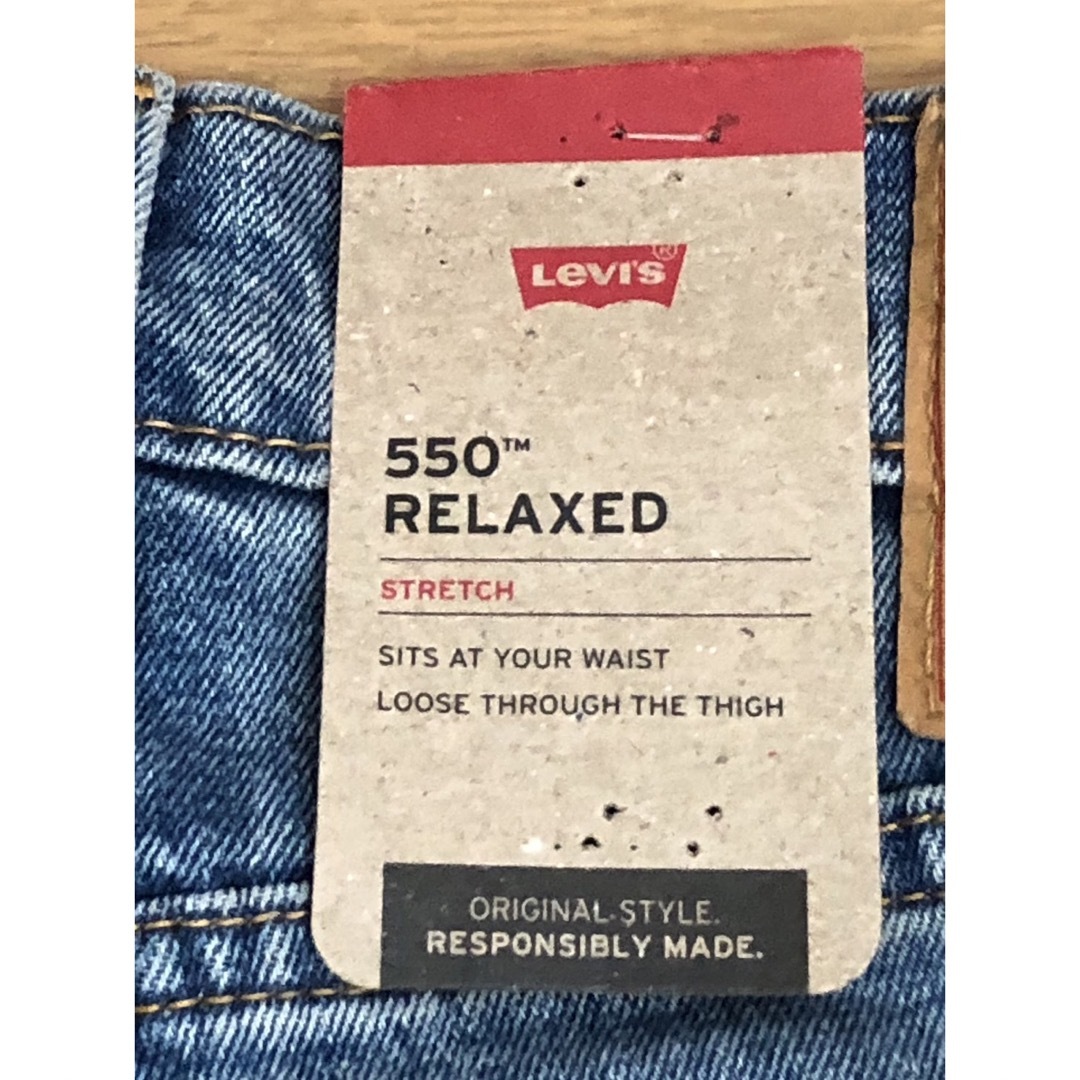 LEVI'S®
550™
RELAXED
STRETCH
SITS AT YOUR WAIST
LOOSE THROUGH THE THIGH
ORIGINAL STYLE.
RESPONSIBLY MADE.